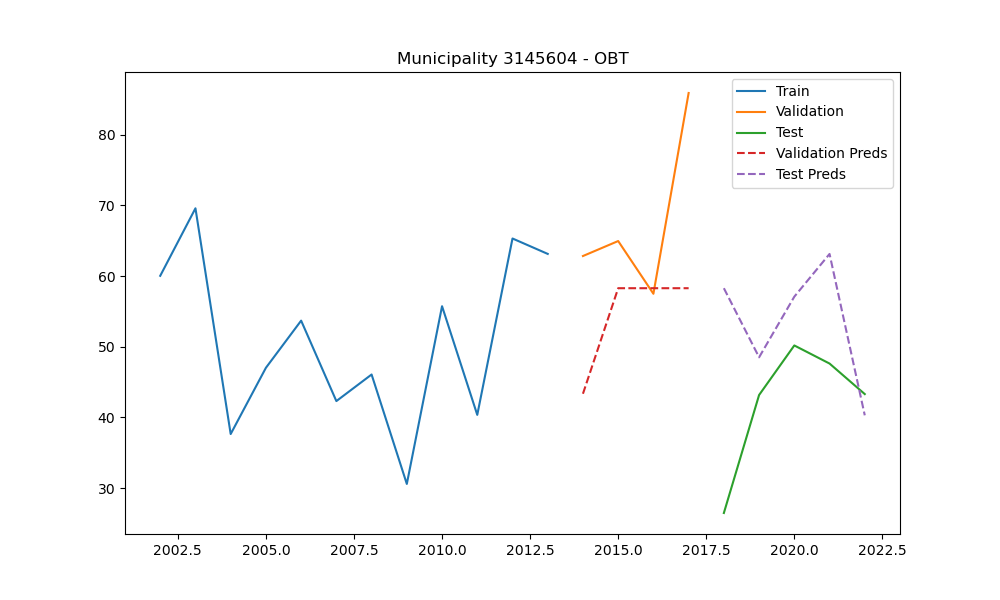 Municipality 3145604 - OBT
Train
Validation
Test
Validation Preds
Test Preds
80
70
60
50
40
30
2002.5 2005.0 2007.5 2010.0 2012.5 2015.0 2017.5 2020.0 2022.5